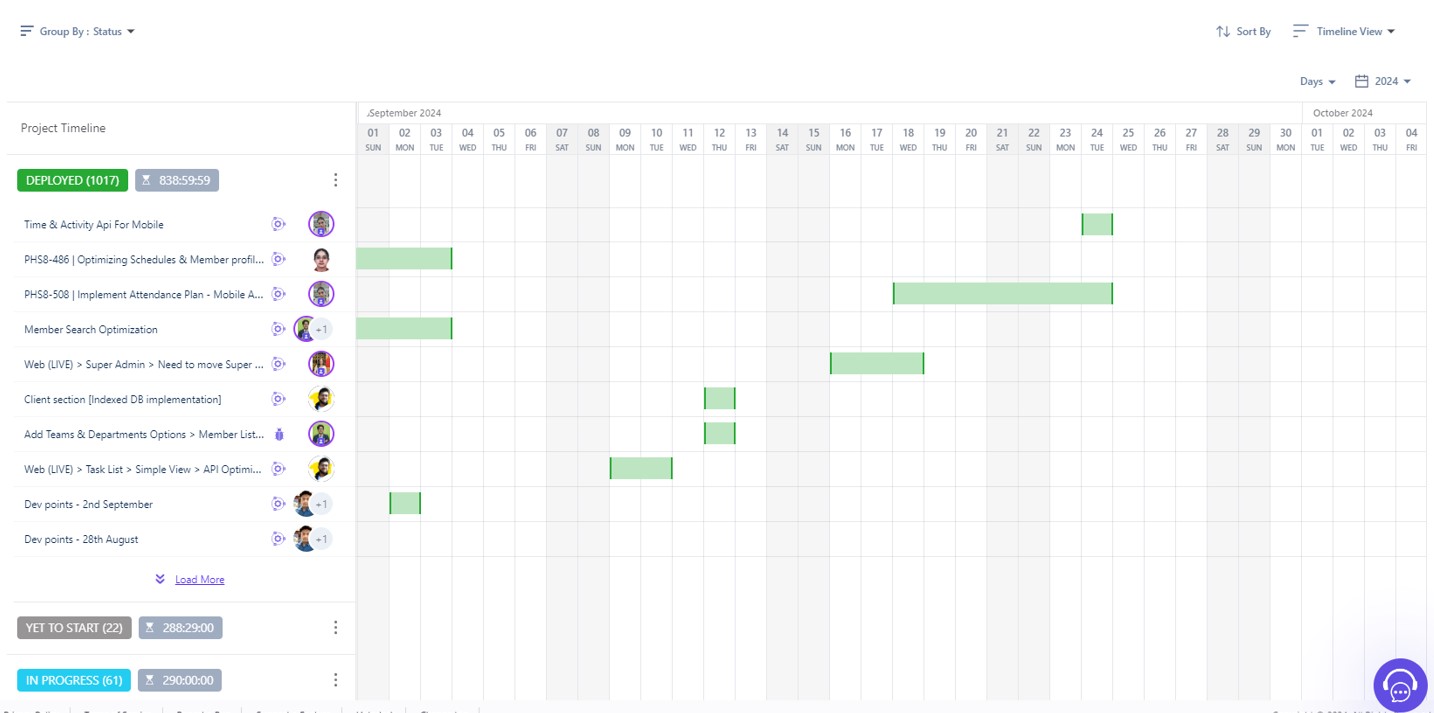 Group By : Status
Sort By
Timeline View
Days
2024
Project Timeline
September 2024
October 2024
01 02 03 04 05 06 07 08 09 10 11 12 13 14 15 16 17 18 19 20 21 22 23 24 25 26 27 28 29 30 01 02 03 04
SUN MON TUE WED THU FRI SAT SUN MON TUE WED THU FRI SAT SUN MON TUE WED THU FRI SAT SUN MON TUE WED THU FRI SAT SUN MON TUE WED THU FRI
DEPLOYED (1017) 838:59:59
Time & Activity Api For Mobile
PHS8-486 | Optimizing Schedules & Member profil...
PHS8-508 | Implement Attendance Plan - Mobile A...
Member Search Optimization +1
Web (LIVE) > Super Admin > Need to move Super ...
Client section [Indexed DB implementation]
Add Teams & Departments Options > Member List...
Web (LIVE) > Task List > Simple View > API Optimi...
Dev points - 2nd September +1
Dev points - 28th August +1
Load More
YET TO START (22) 288:29:00
IN PROGRESS (61) 290:00:00